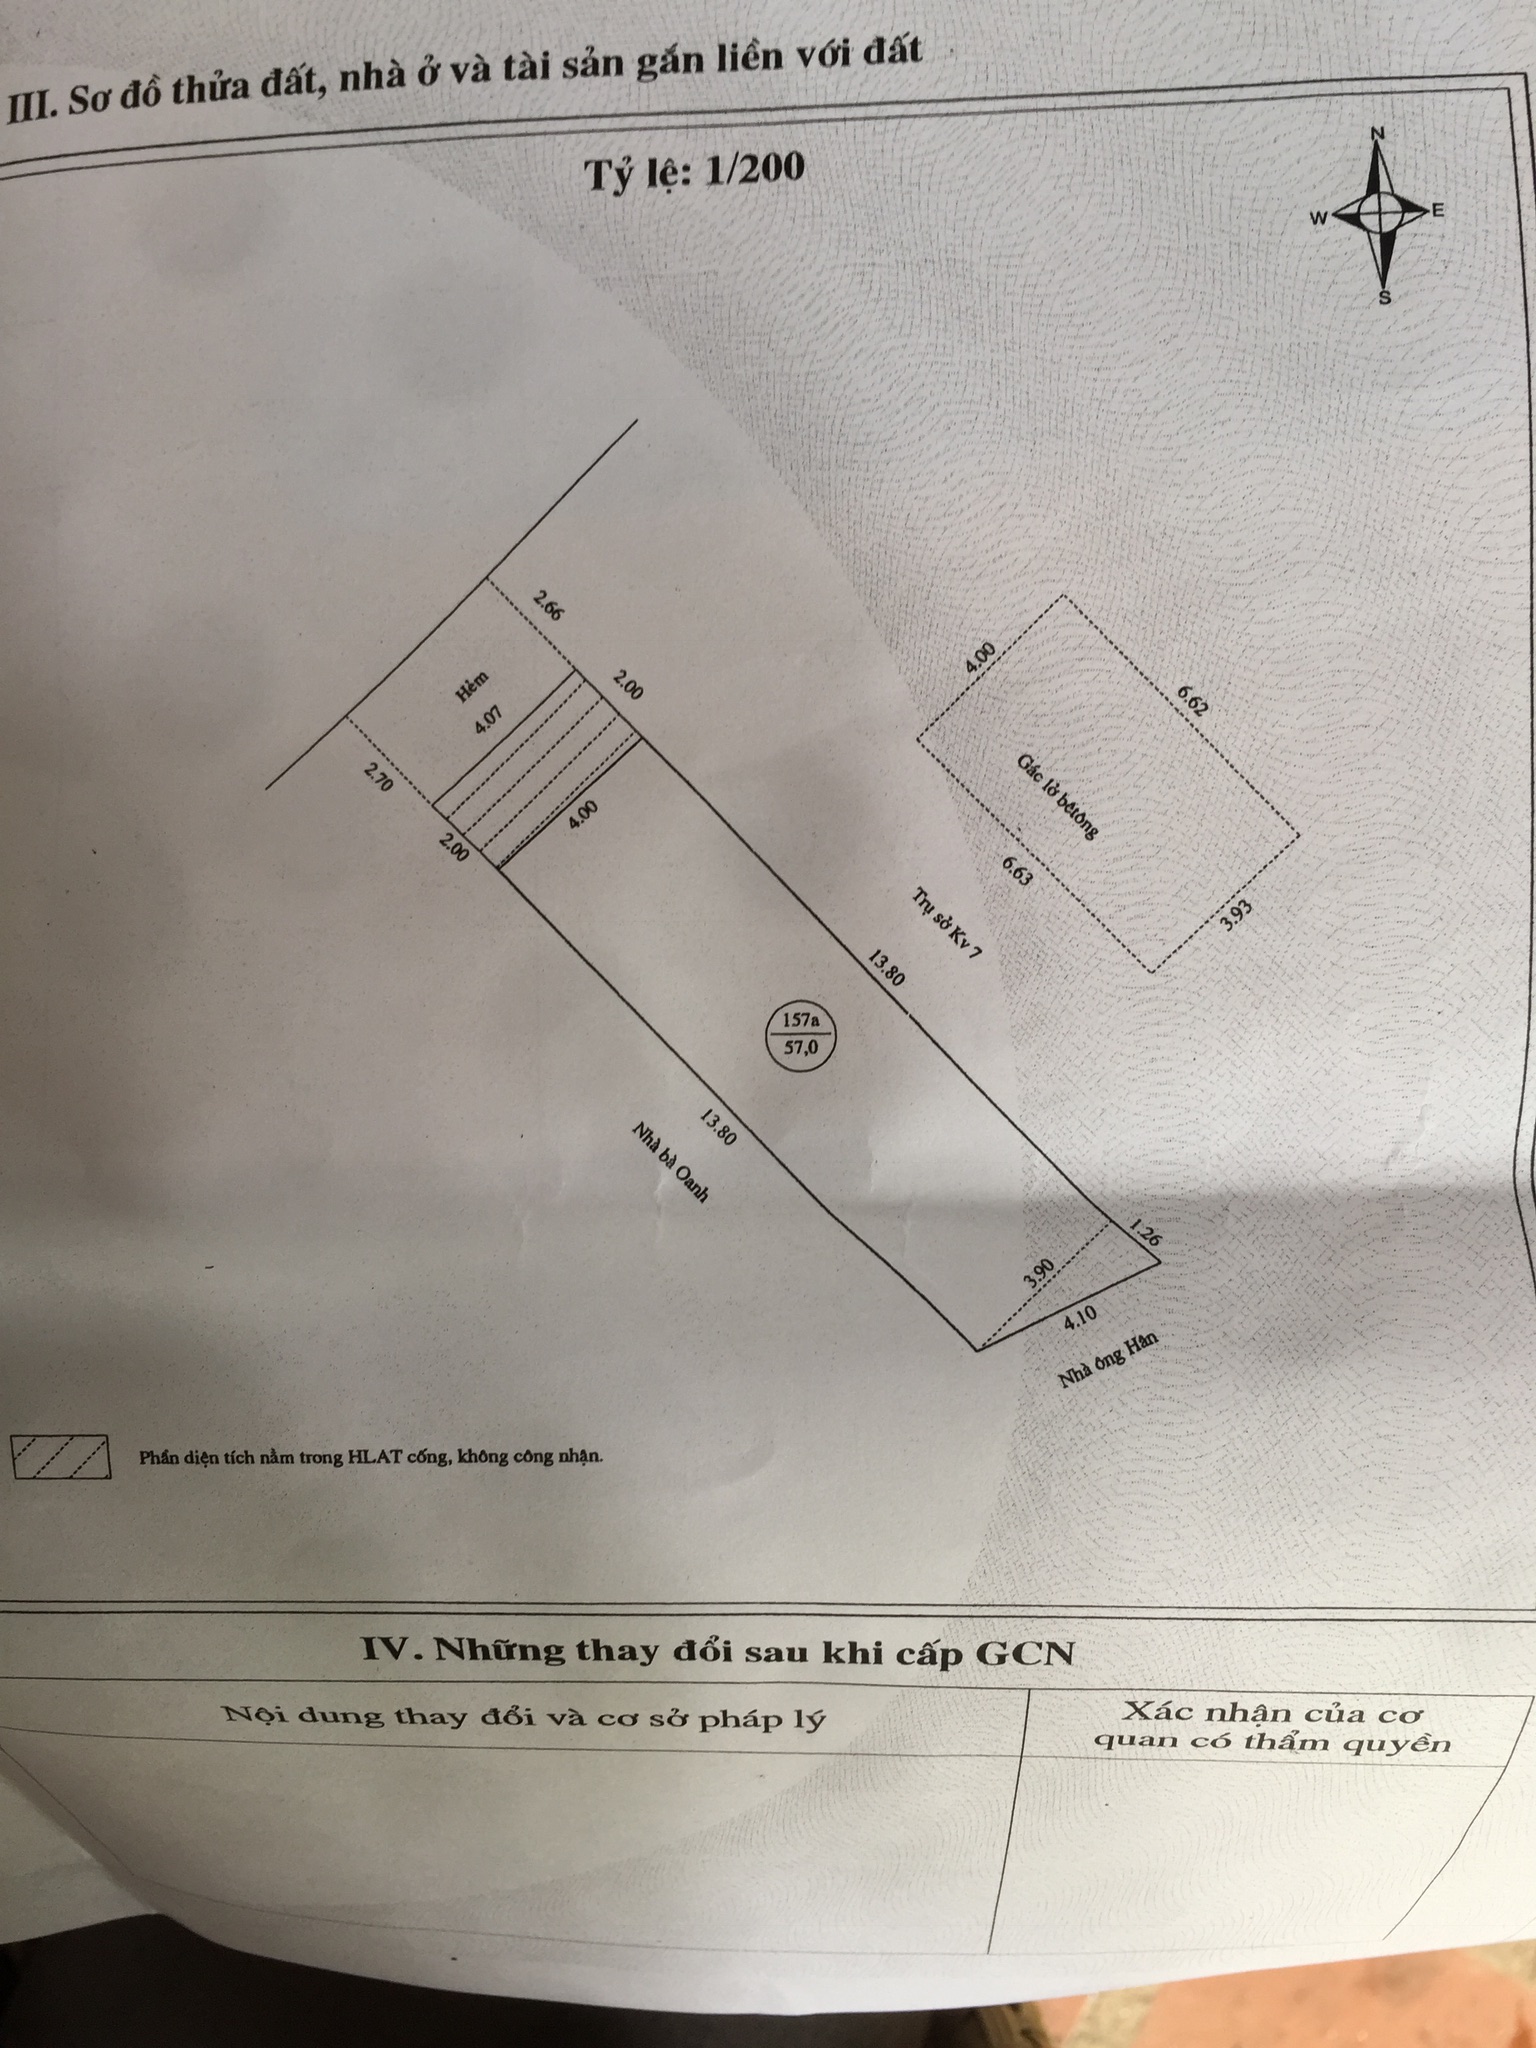 III. Sơ đồ thửa đất, nhà ở và tài sản gắn liền với đất
Tỷ lệ: 1/200
N
W
E
S
2.66
2.00
Hẻm
4.07
2.70
2.00
4.00
4.00
6.62
Gác lở bêtông
6.63
3.93
Trụ sở Kv 7
13.80
157a
57,0
13.80
Nhà bà Oanh
1.26
3.90
4.10
Nhà ông Hân
Phần diện tích nằm trong HLAT cống, không công nhận.
IV. Những thay đổi sau khi cấp GCN
Nội dung thay đổi và cơ sở pháp lý
Xác nhận của cơ
quan có thẩm quyền